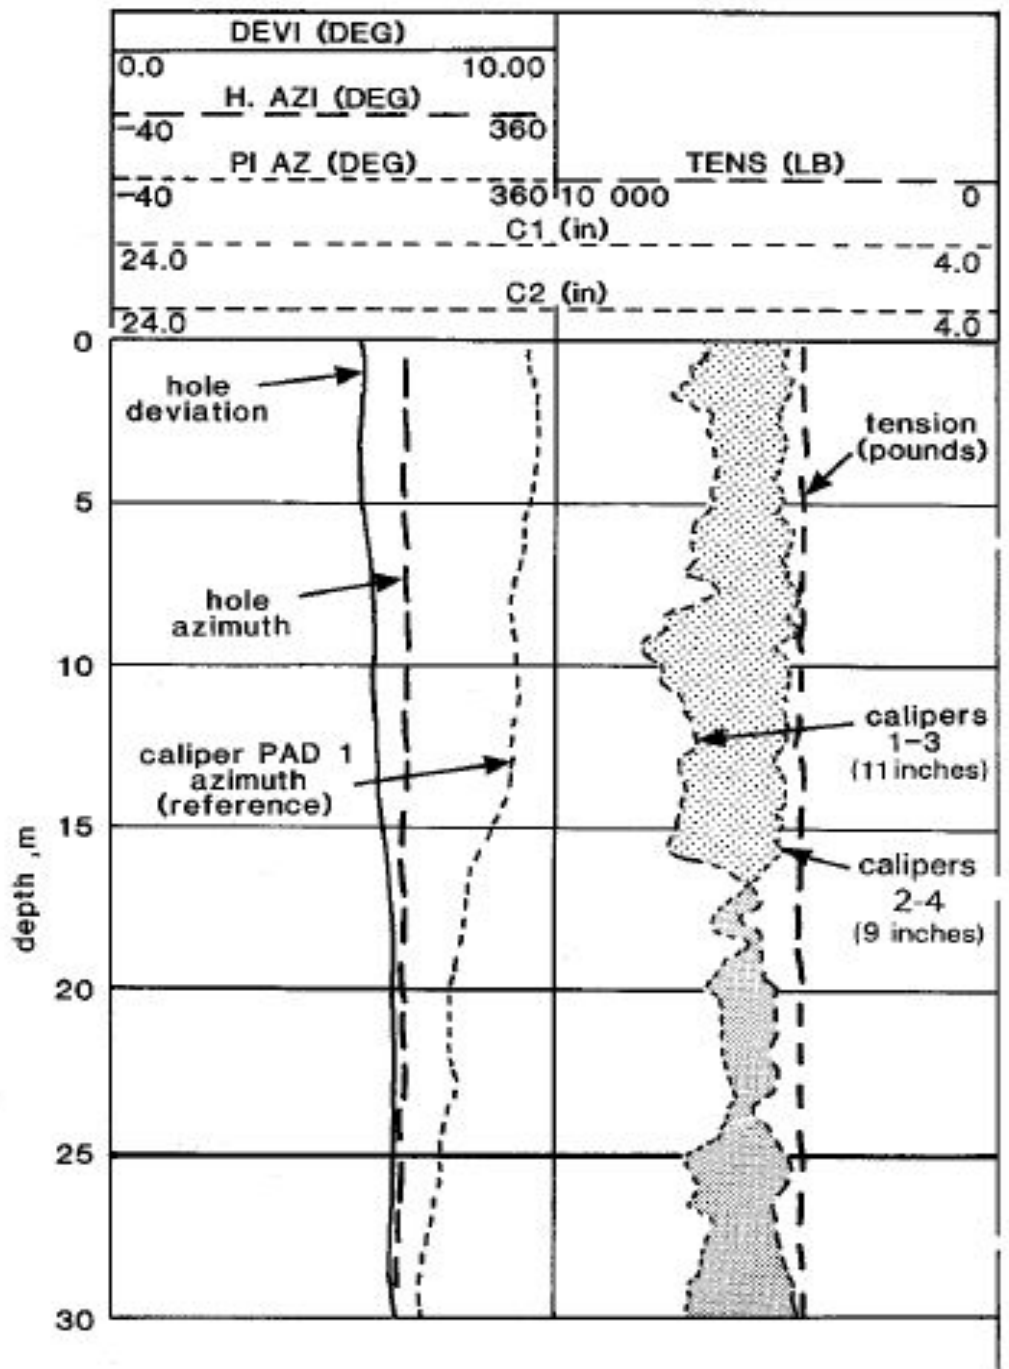 DEVI (DEG)
0.0 10.00
H. AZI (DEG)
-40 360
PI AZ (DEG) TENS (LB)
-40 360 10 000 0
C1 (in)
24.0 4.0
C2 (in)
24.0 4.0
0
hole
deviation
tension
(pounds)
5
hole
azimuth
10
calipers
1-3
(11 inches)
caliper PAD 1
azimuth
(reference)
15
depth ,m
calipers
2-4
(9 inches)
20
25
30